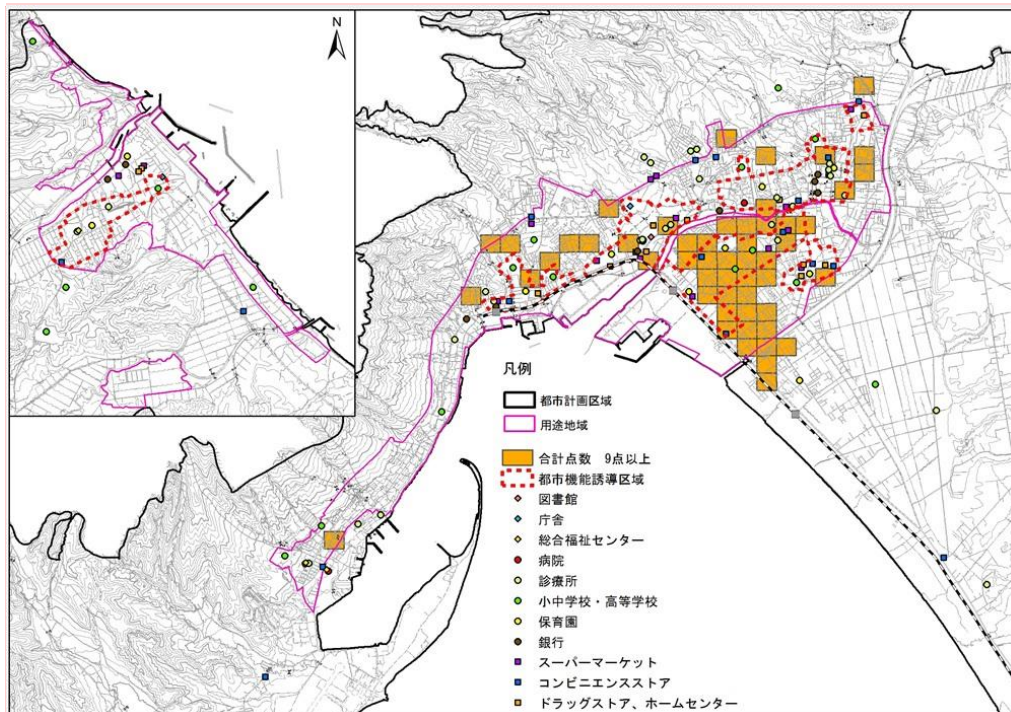 N
凡例
都市計画区域
用途地域
合計点数 9点以上
都市機能誘導区域
図書館
庁舎
総合福祉センター
病院
診療所
小中学校・高等学校
保育園
銀行
スーパーマーケット
コンビニエンスストア
ドラッグストア、ホームセンター